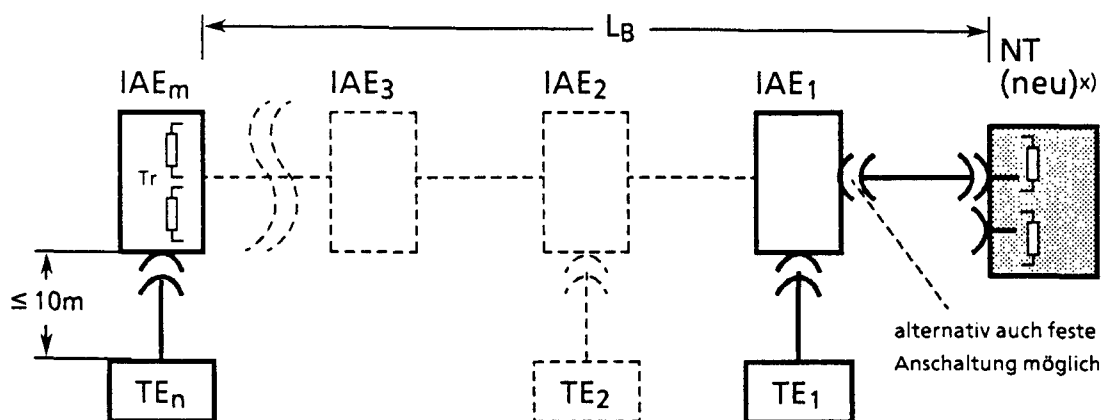 L_B
NT
(neu)x)
IAE_m
IAE_3
IAE_2
IAE_1
Tr
≤ 10m
alternativ auch feste
Anschaltung möglich
TE_n
TE_2
TE_1